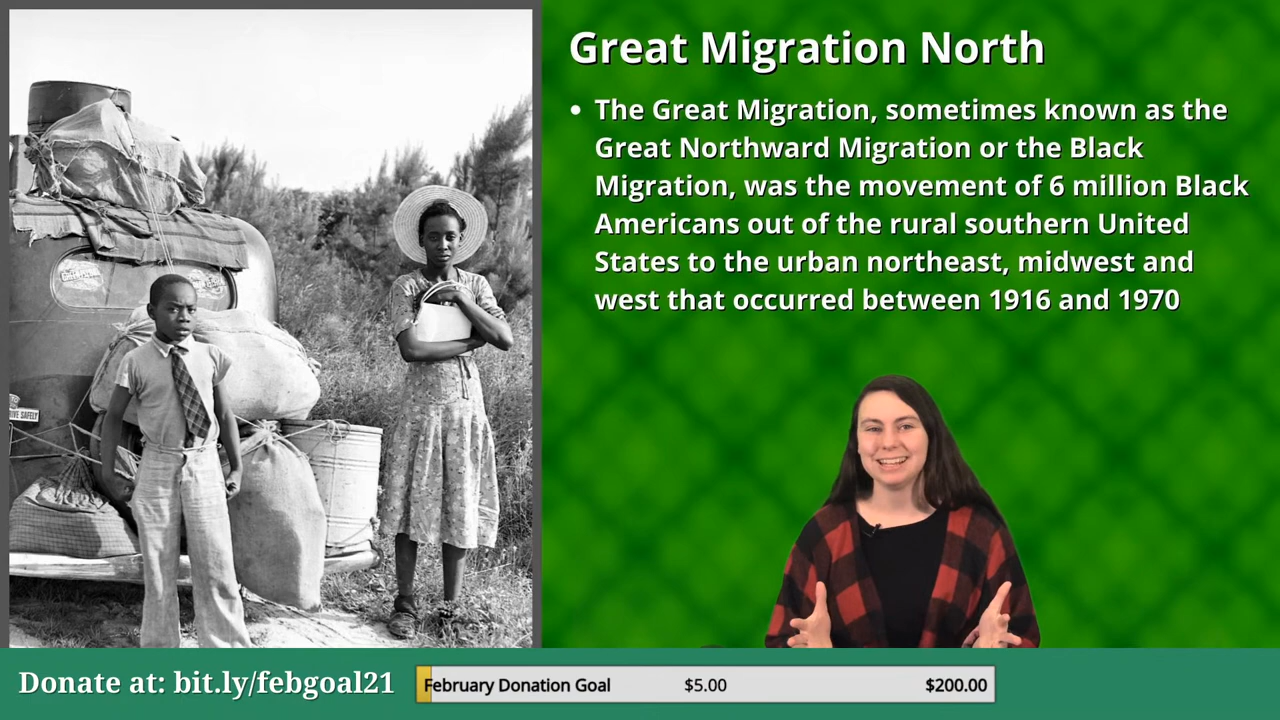 Great Migration North
• The Great Migration, sometimes known as the
Great Northward Migration or the Black
Migration, was the movement of 6 million Black
Americans out of the rural southern United
States to the urban northeast, midwest and
west that occurred between 1916 and 1970
Donate at: bit.ly/febgoal21
February Donation Goal $5.00 $200.00